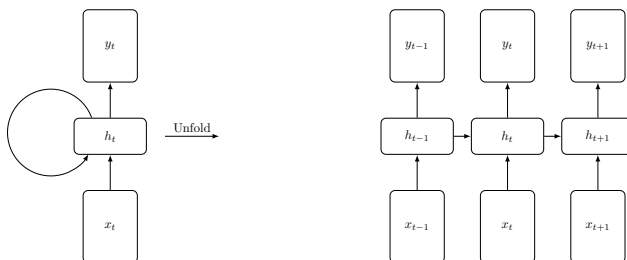 y_t
h_t
Unfold
x_t
y_{t−1}
y_t
y_{t+1}
h_{t−1}
h_t
h_{t+1}
x_{t−1}
x_t
x_{t+1}